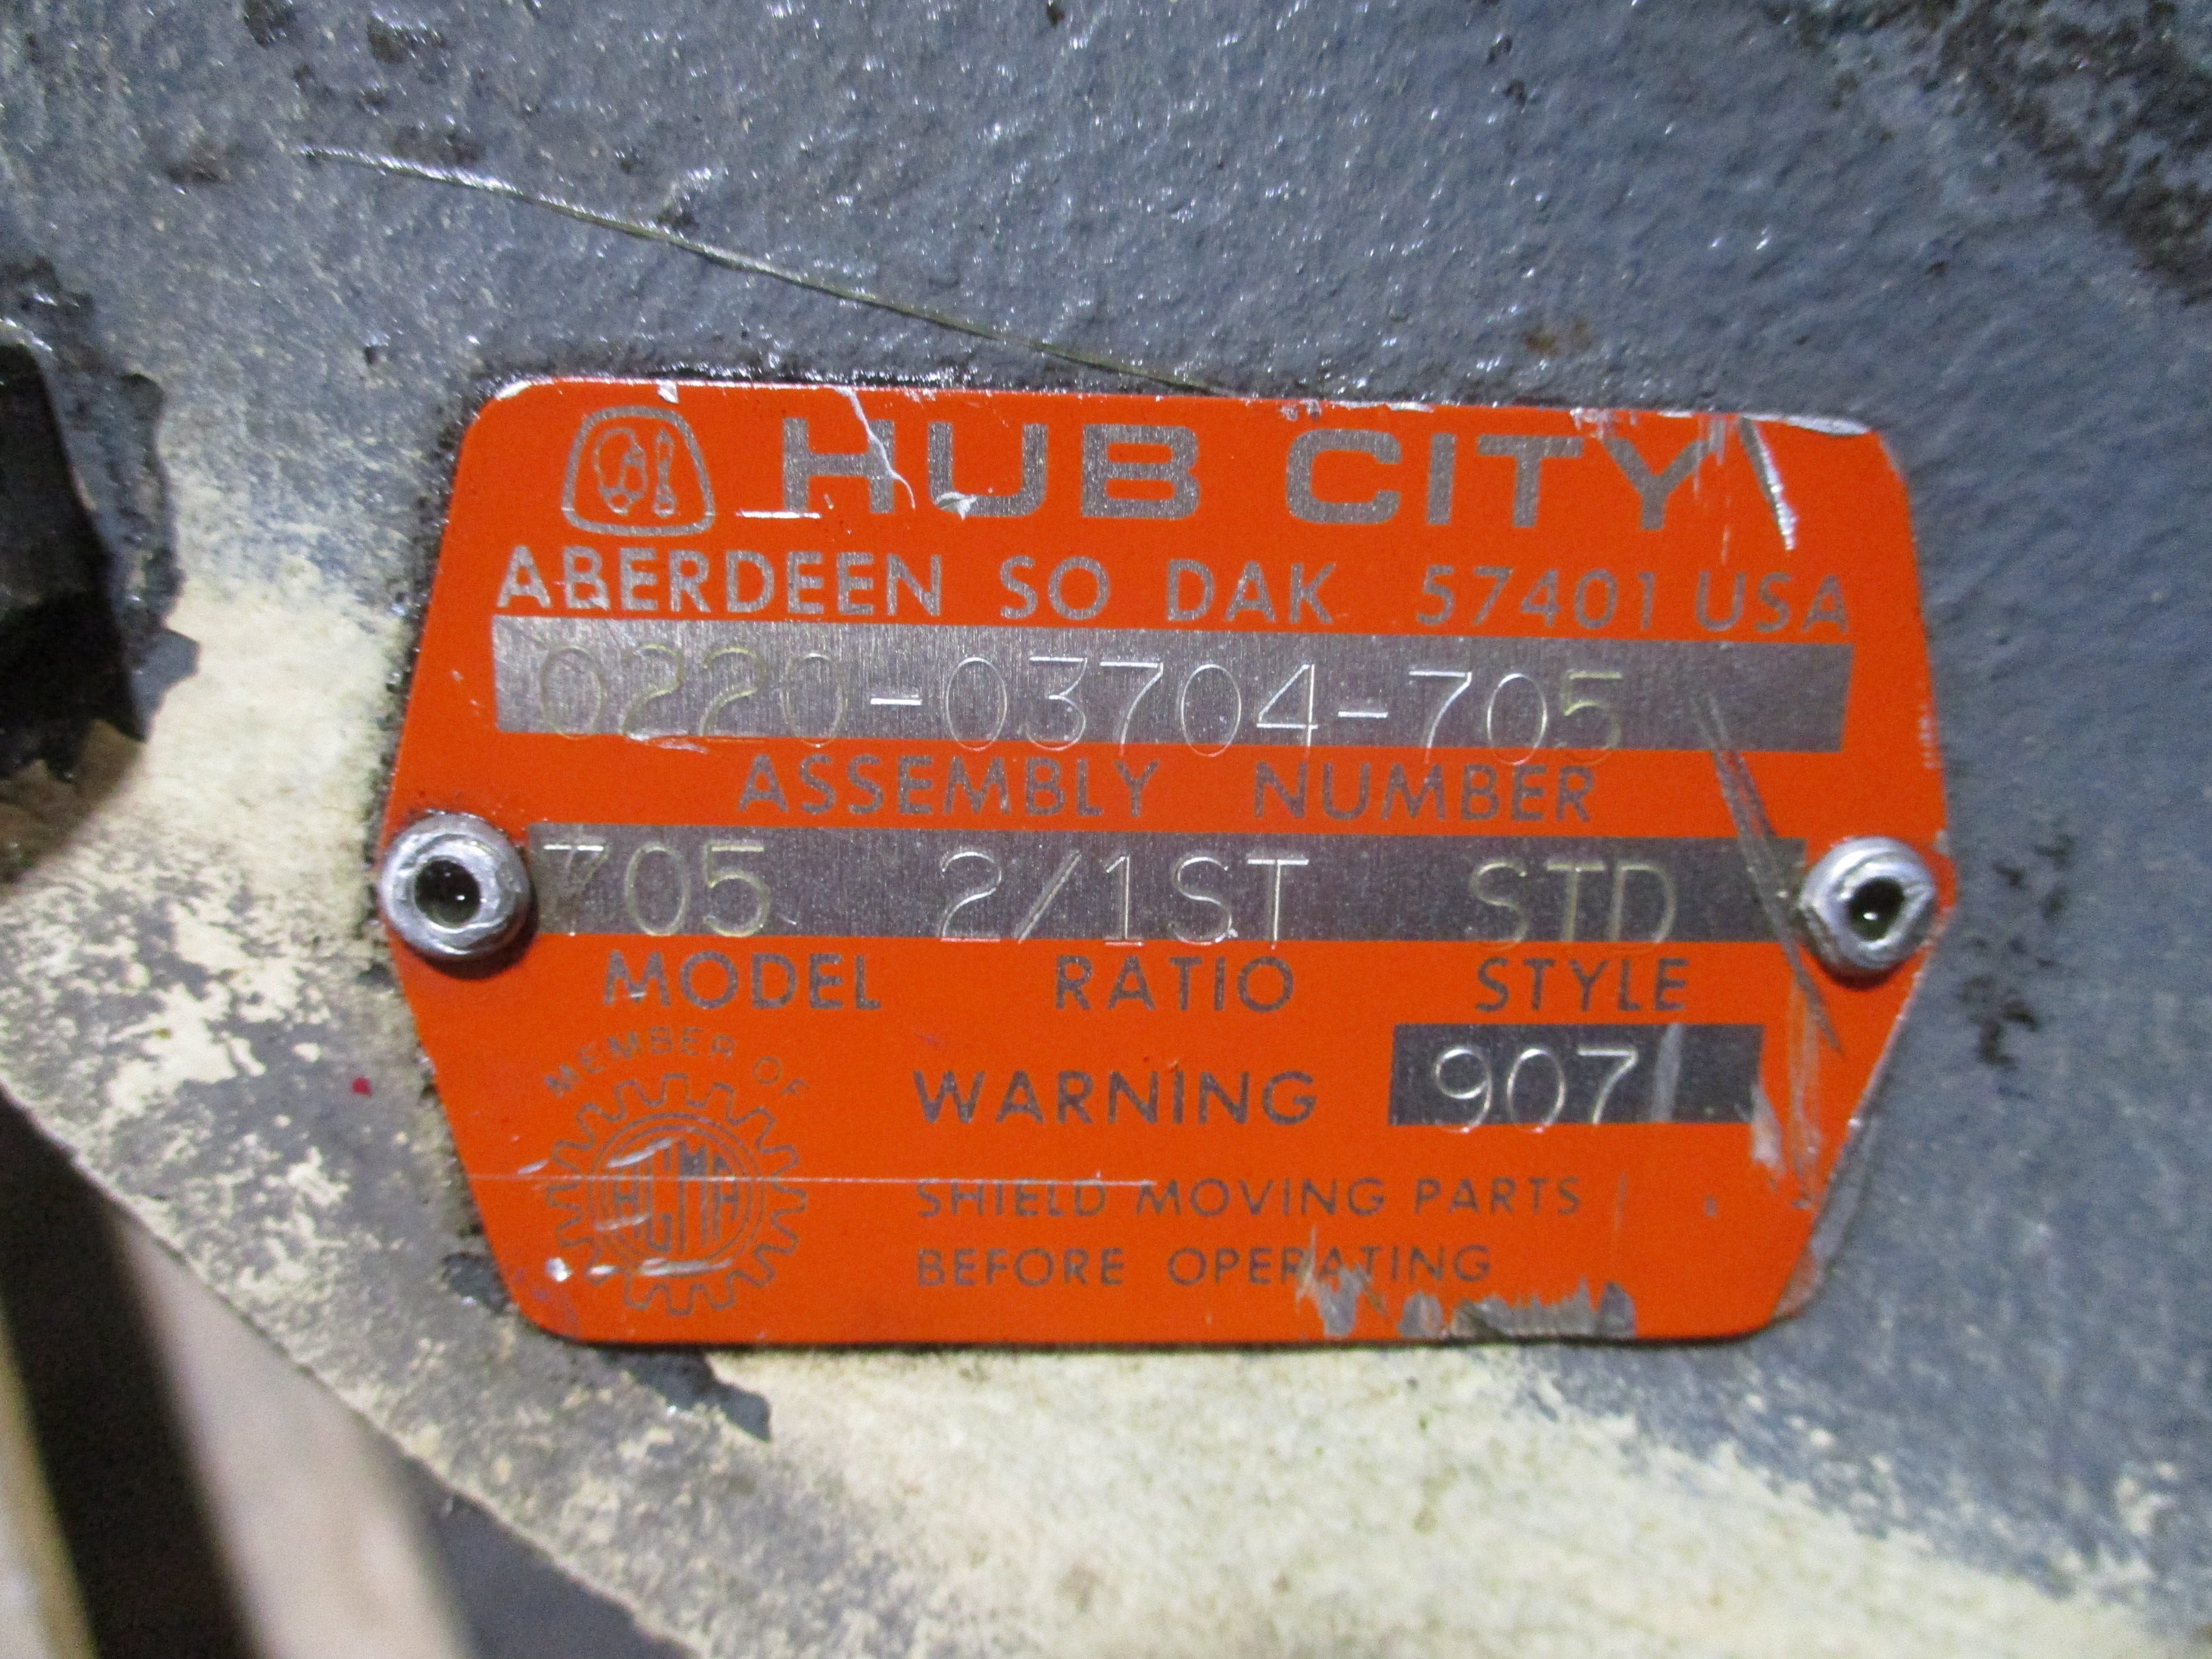 HUB CITY
ABERDEEN SO DAK 57401 USA
0220-03704-705
ASSEMBLY NUMBER
705 2/1ST STD
MODEL RATIO STYLE
MEMBER OF
AGMA
WARNING 907
SHIELD MOVING PARTS
BEFORE OPERATING